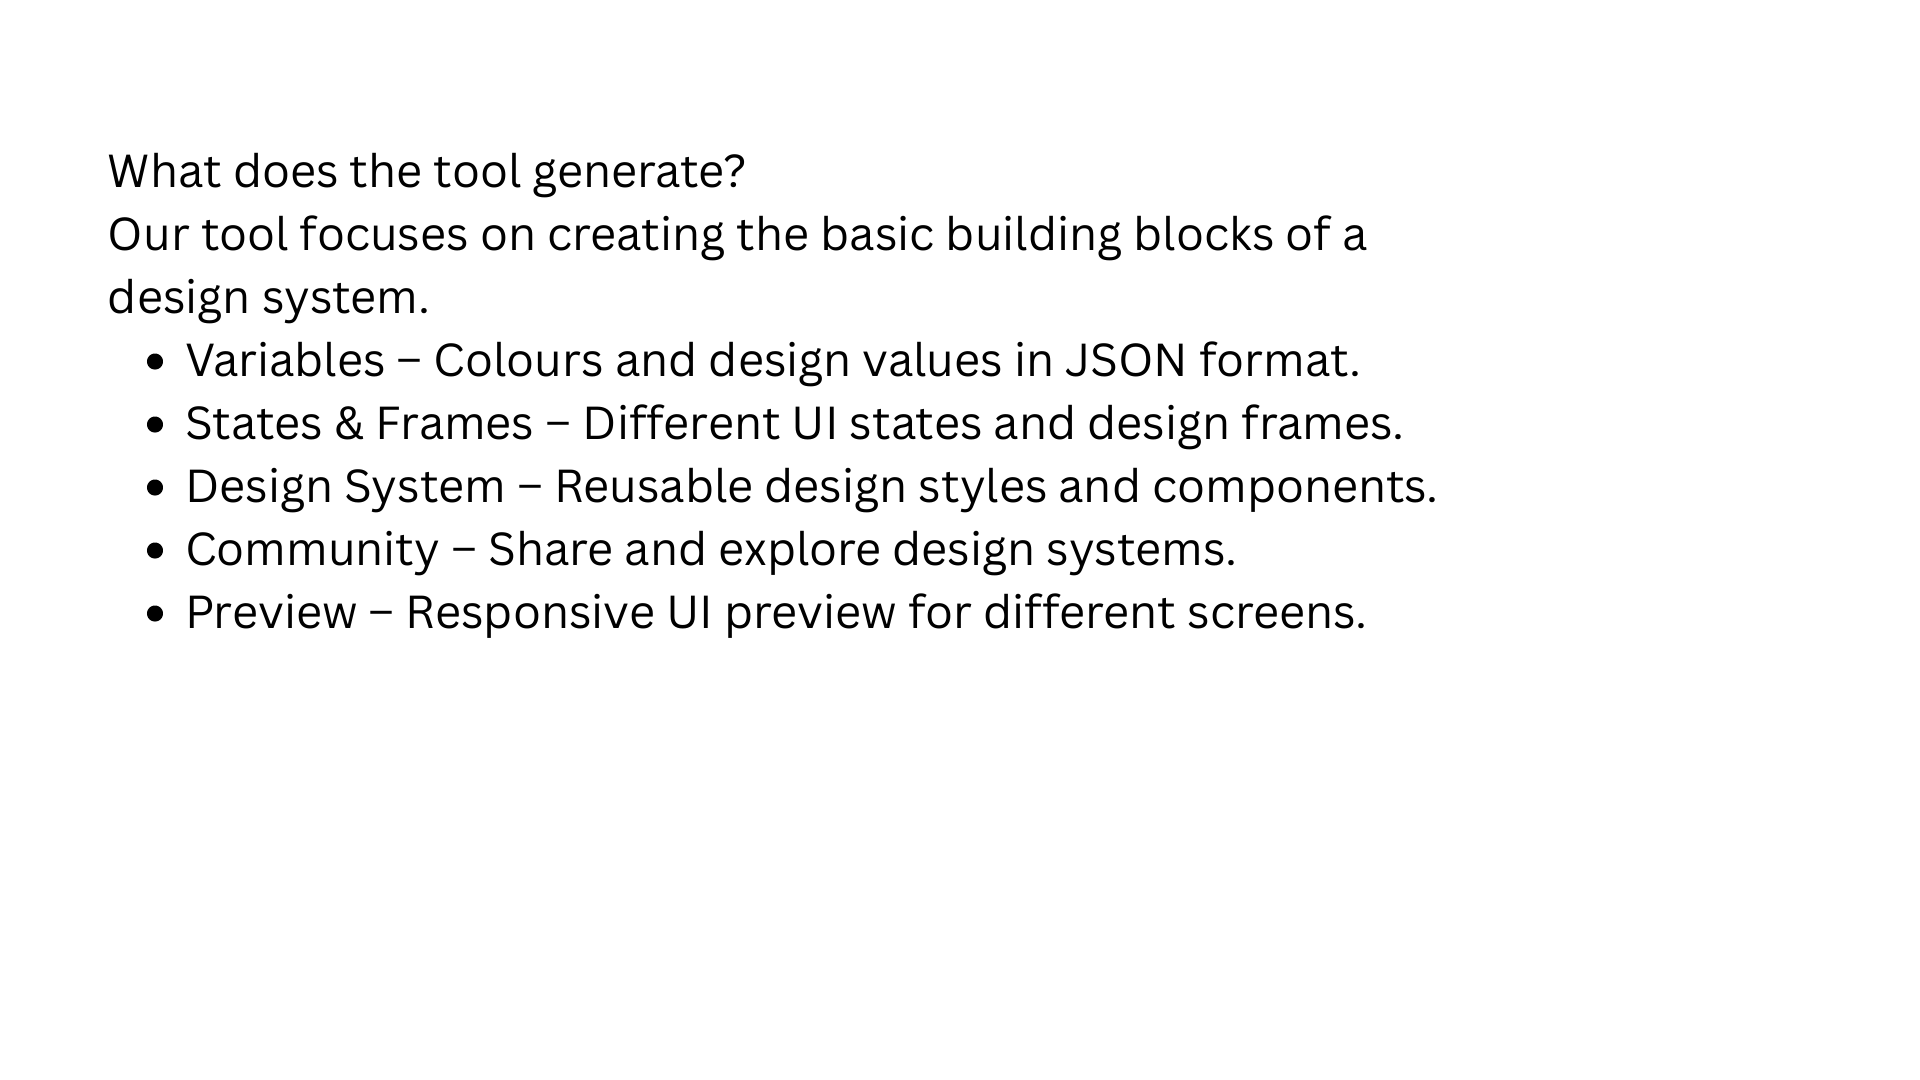 What does the tool generate?
Our tool focuses on creating the basic building blocks of a
design system.
• Variables – Colours and design values in JSON format.
• States & Frames – Different UI states and design frames.
• Design System – Reusable design styles and components.
• Community – Share and explore design systems.
• Preview – Responsive UI preview for different screens.